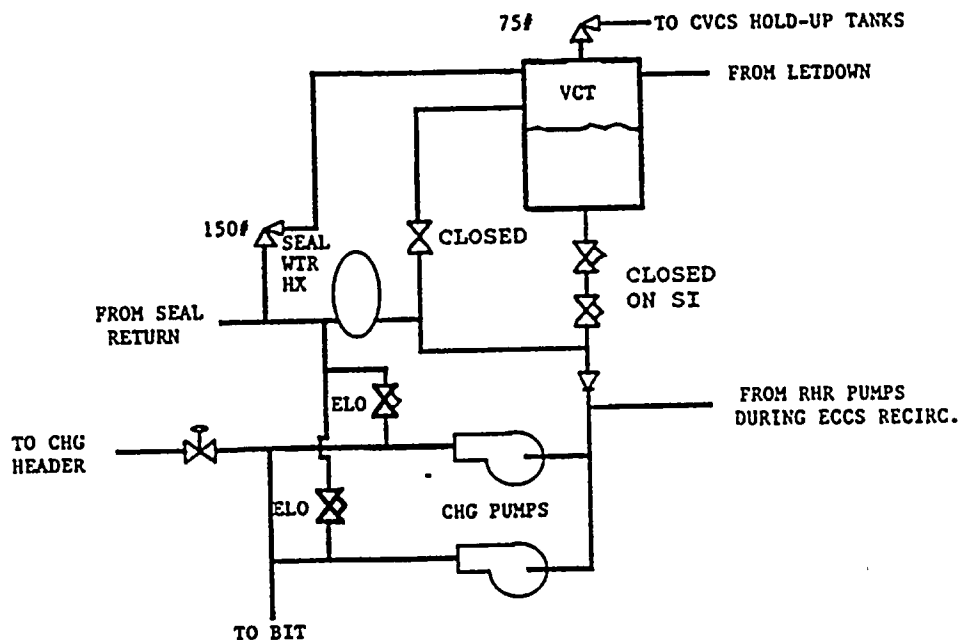 75#
TO CVCS HOLD-UP TANKS
VCT
FROM LETDOWN
150#
SEAL
WTR
HX
CLOSED
CLOSED
ON SI
FROM SEAL
RETURN
ELO
FROM RHR PUMPS
DURING ECCS RECIRC.
TO CHG
HEADER
ELO
CHG PUMPS
TO BIT